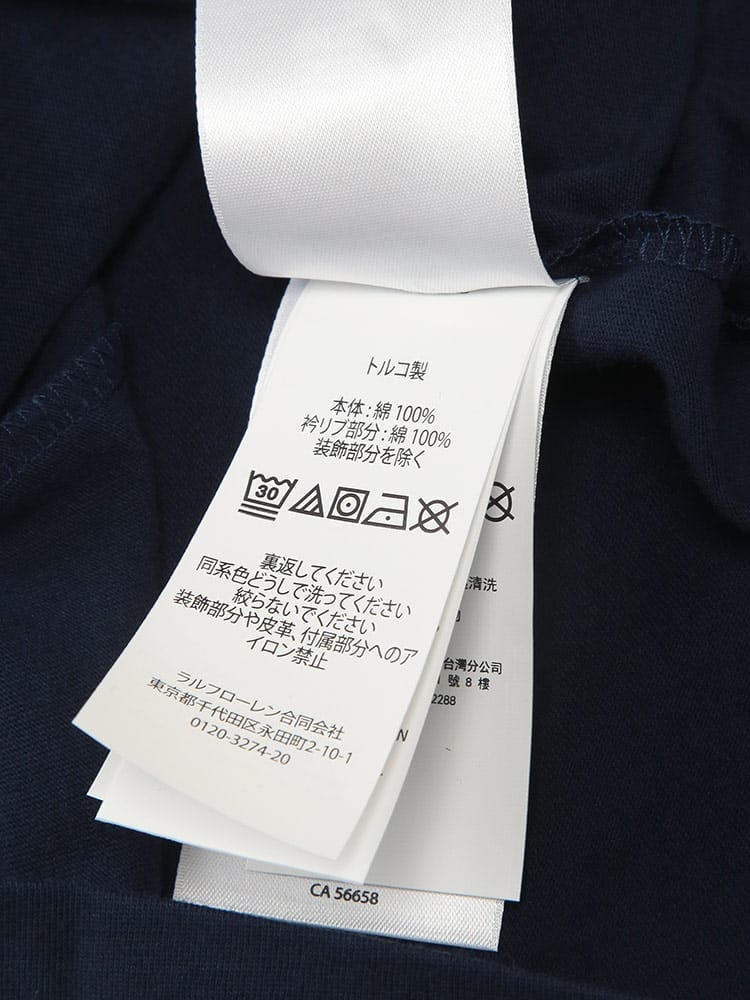 トルコ製
本体 : 綿 100%
衿リブ部分 : 綿 100%
装飾部分を除く
30
裏返してください
同系色どうしで洗ってください
絞らないでください
装飾部分や皮革、付属部分へのア
イロン禁止
ラルフローレン合同会社
東京都千代田区永田町2-10-1
0120-3274-20
清洗
台灣分公司
號 8 樓
2288
N
CA 56658